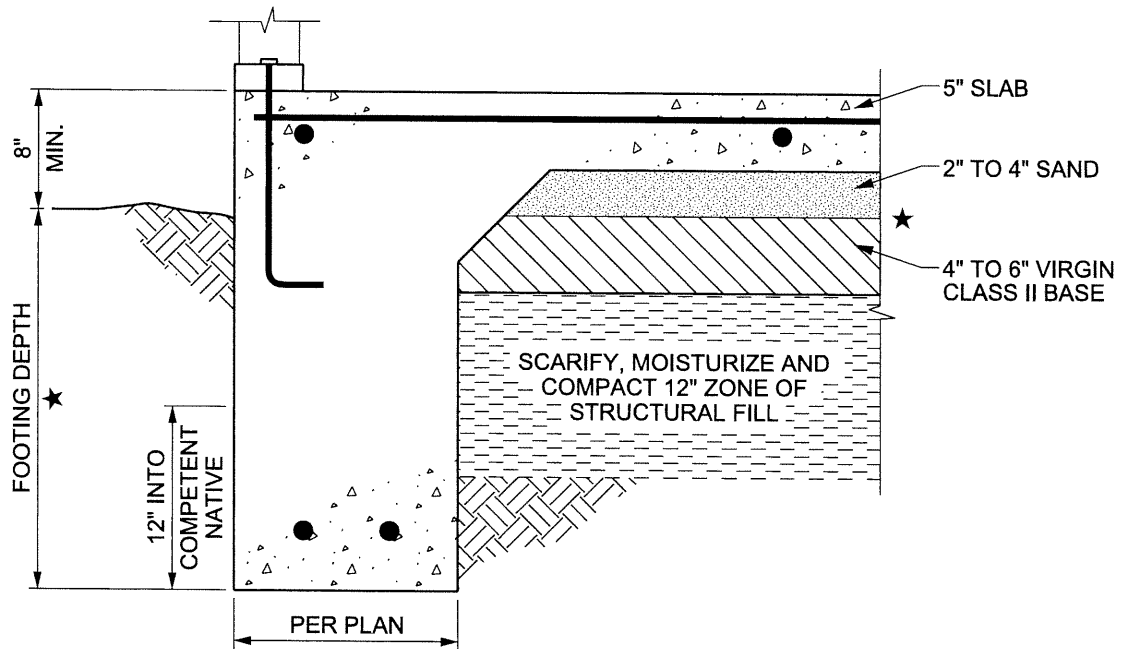 8"
MIN.
FOOTING DEPTH
★
12" INTO
COMPETENT
NATIVE
PER PLAN
5" SLAB
2" TO 4" SAND
★
4" TO 6" VIRGIN
CLASS II BASE
SCARIFY, MOISTURIZE AND
COMPACT 12" ZONE OF
STRUCTURAL FILL